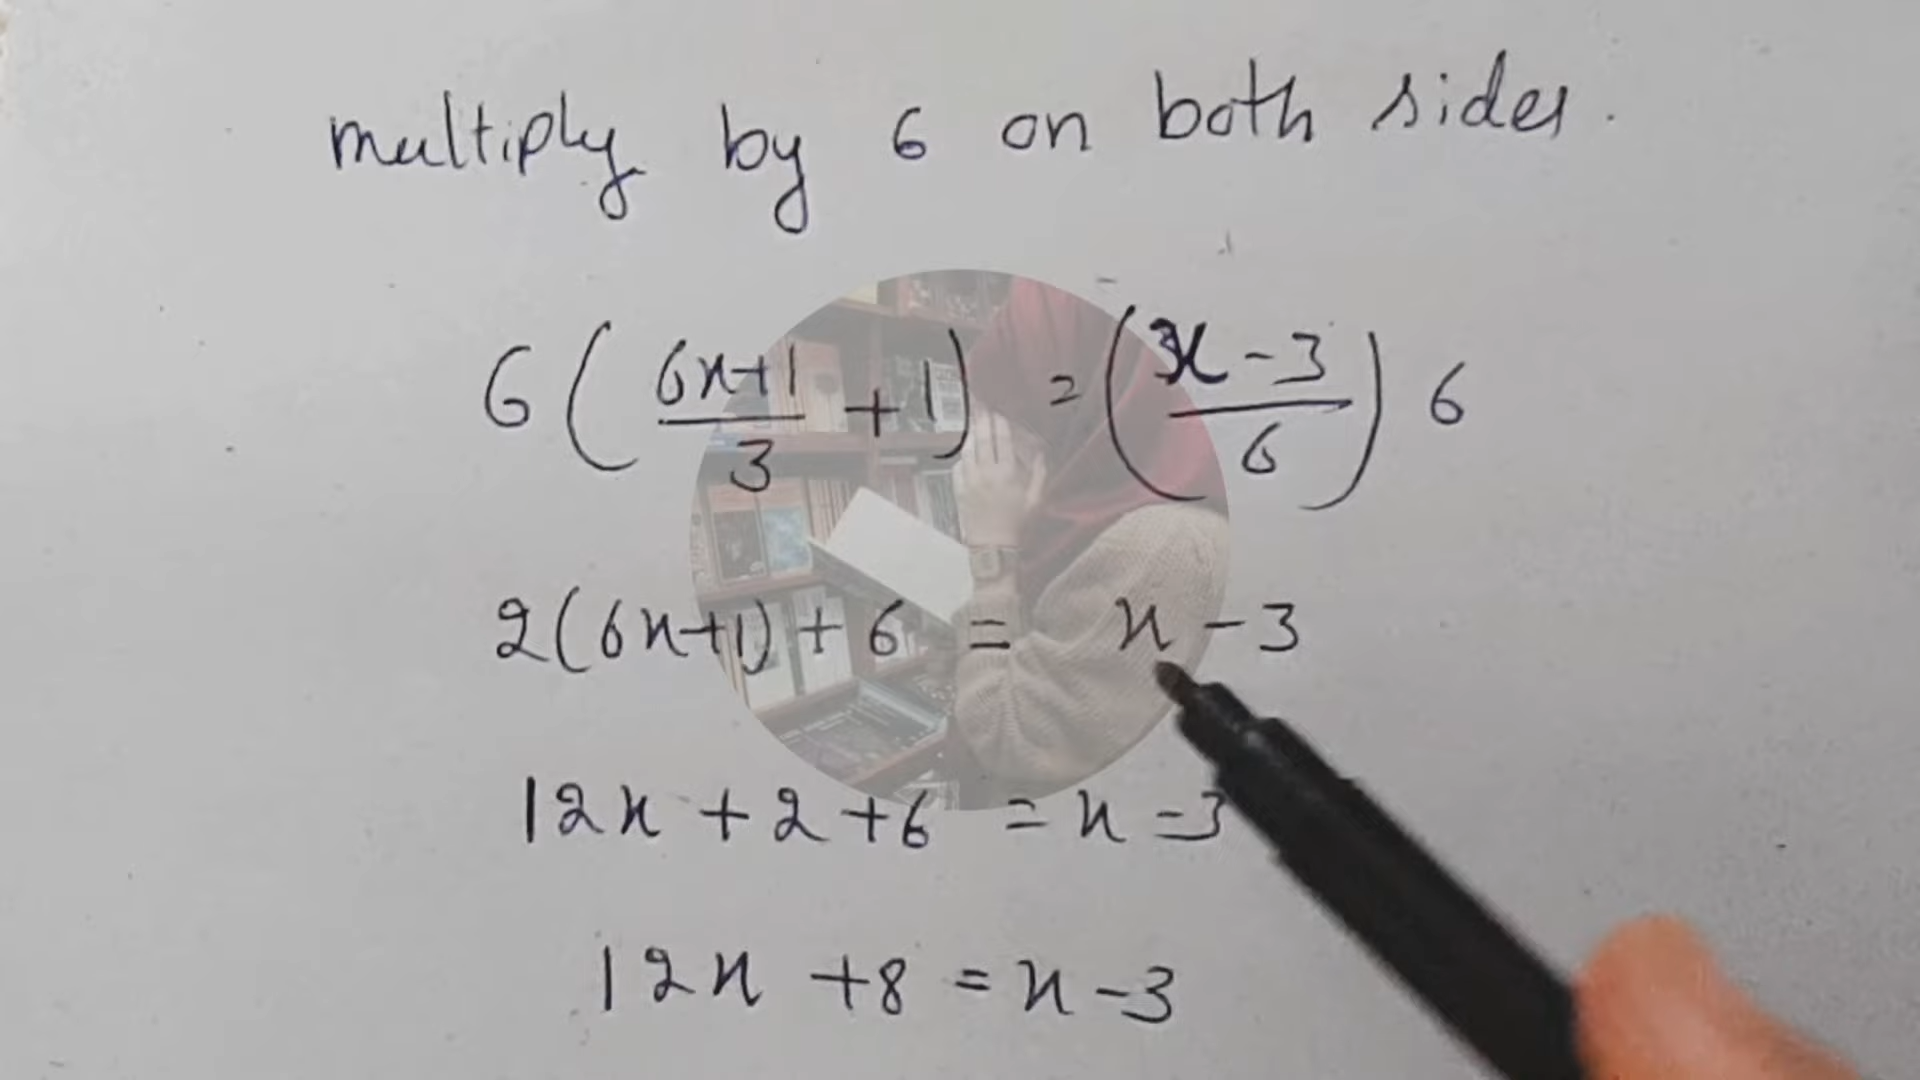 multiply by 6 on both sides.
6 ( (6x+1)/3 + 1 ) = ( (x-3)/6 ) 6
2(6x+1) + 6 = x - 3
12x + 2 + 6 = x - 3
12x + 8 = x - 3